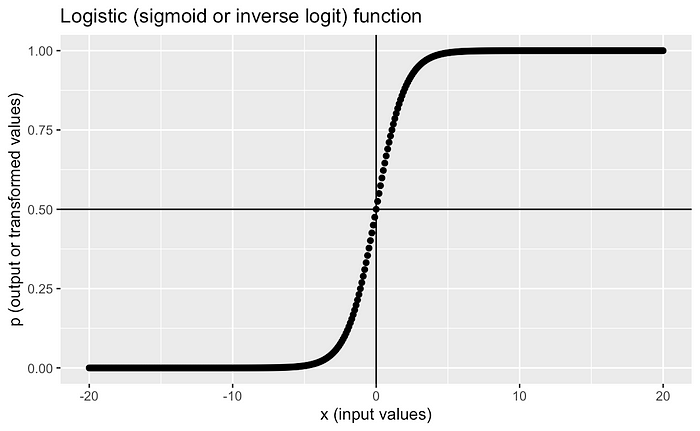 Logistic (sigmoid or inverse logit) function
1.00
0.75
0.50
0.25
0.00
p (output or transformed values)
-20 -10 0 10 20
x (input values)